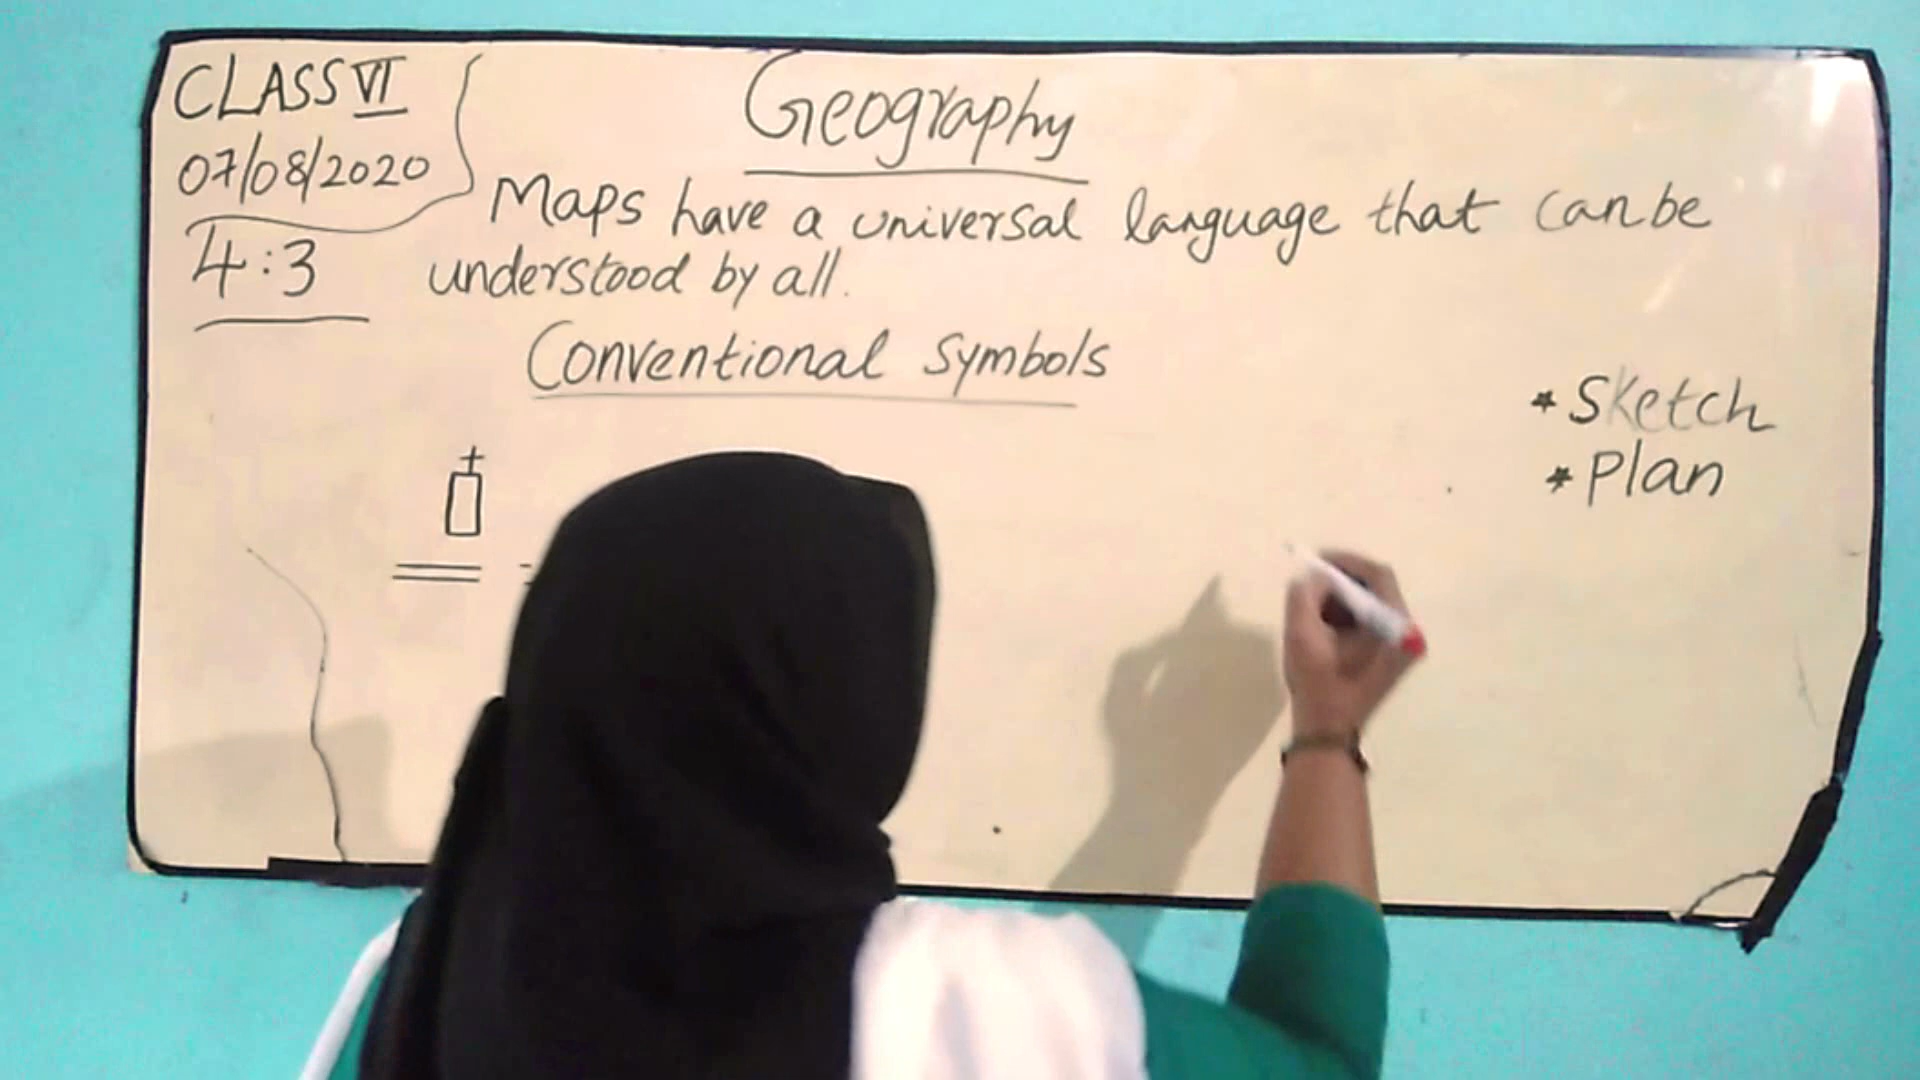 CLASS VI
07/08/2020
4:3
Geography
Maps have a universal language that can be
understood by all.
Conventional Symbols
* Sketch
* Plan